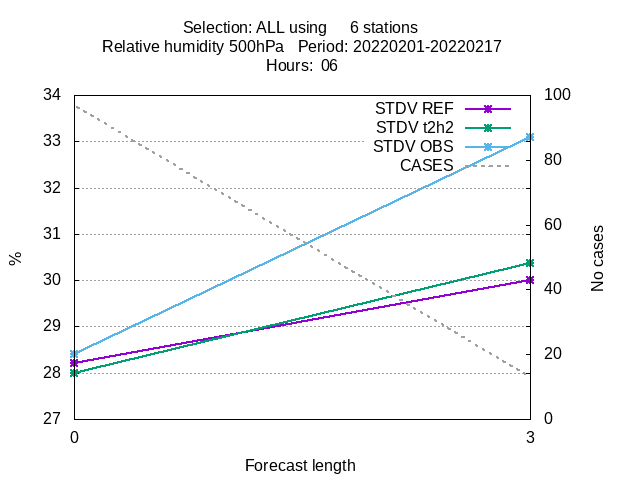 Selection: ALL using     6 stations
Relative humidity 500hPa   Period: 20220201-20220217
Hours:  06
34
33
32
31
30
29
28
27
%
100
80
60
40
20
0
No cases
STDV REF
STDV t2h2
STDV OBS
CASES
0
3
Forecast length